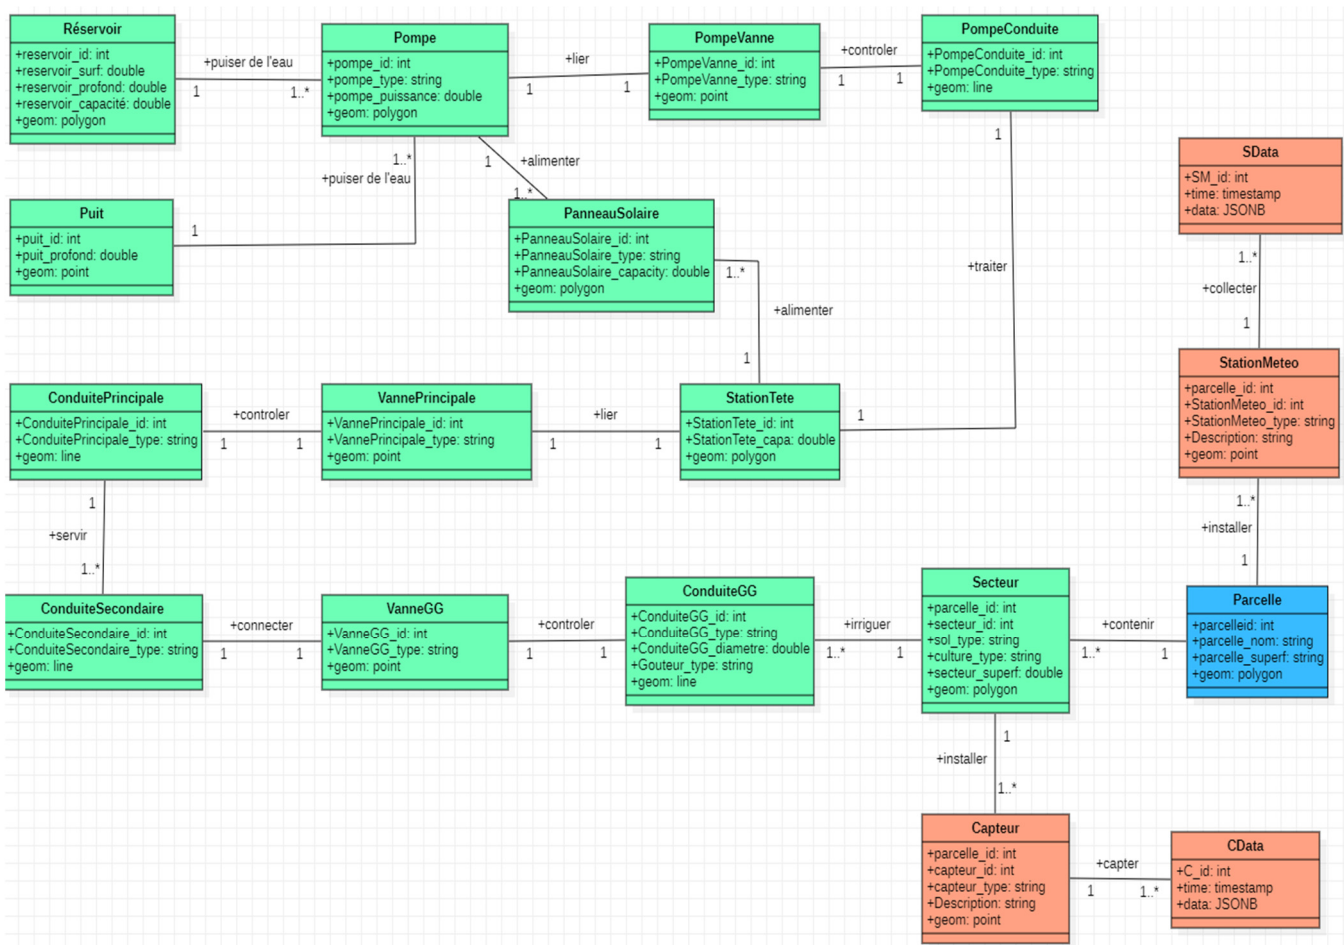 Réservoir
+reservoir_id: int
+reservoir_surf: double
+reservoir_profond: double
+reservoir_capacité: double
+geom: polygon
+puiser de l'eau
1
1..*
Pompe
+pompe_id: int
+pompe_type: string
+pompe_puissance: double
+geom: polygon
+lier
1
1
PompeVanne
+PompeVanne_id: int
+PompeVanne_type: string
+geom: point
+controler
1
1
PompeConduite
+PompeConduite_id: int
+PompeConduite_type: string
+geom: line
1
+traiter
1
1..*
+puiser de l'eau
1
Puit
+puit_id: int
+puit_profond: double
+geom: point
1
+alimenter
1..*
PanneauSolaire
+PanneauSolaire_id: int
+PanneauSolaire_type: string
+PanneauSolaire_capacity: double
+geom: polygon
1..*
+alimenter
1
SData
+SM_id: int
+time: timestamp
+data: JSONB
1..*
+collecter
1
StationMeteo
+parcelle_id: int
+StationMeteo_id: int
+StationMeteo_type: string
+Description: string
+geom: point
1..*
+installer
1
ConduitePrincipale
+ConduitePrincipale_id: int
+ConduitePrincipale_type: string
+geom: line
+controler
1
1
VannePrincipale
+VannePrincipale_id: int
+VannePrincipale_type: string
+geom: point
+lier
1
1
StationTete
+StationTete_id: int
+StationTete_capa: double
+geom: polygon
1
+servir
1..*
ConduiteSecondaire
+ConduiteSecondaire_id: int
+ConduiteSecondaire_type: string
+geom: line
+connecter
1
1
VanneGG
+VanneGG_id: int
+VanneGG_type: string
+geom: point
+controler
1
1
ConduiteGG
+ConduiteGG_id: int
+ConduiteGG_type: string
+ConduiteGG_diametre: double
+Gouteur_type: string
+geom: line
+irriguer
1..*
1
Secteur
+parcelle_id: int
+secteur_id: int
+sol_type: string
+culture_type: string
+secteur_superf: double
+geom: polygon
+contenir
1..*
1
Parcelle
+parcelleid: int
+parcelle_nom: string
+parcelle_superf: string
+geom: polygon
1
+installer
1..*
Capteur
+parcelle_id: int
+capteur_id: int
+capteur_type: string
+Description: string
+geom: point
+capter
1
1..*
CData
+C_id: int
+time: timestamp
+data: JSONB